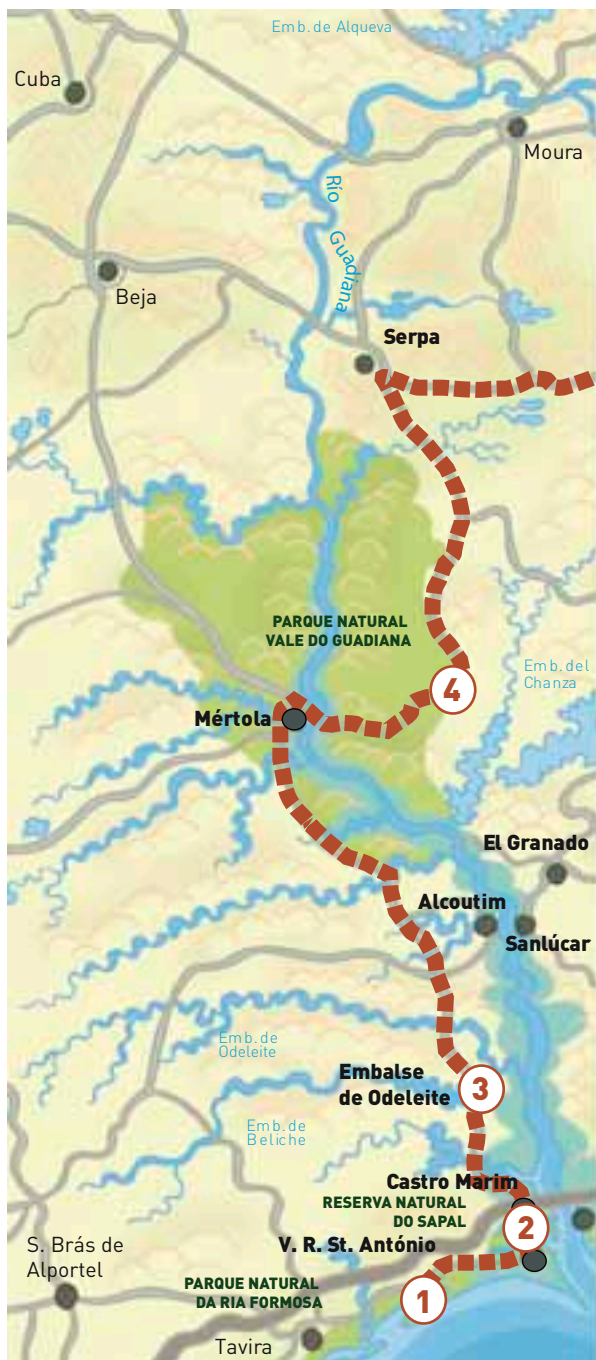 Emb. de Alqueva
Cuba
Moura
Río
Guadiana
Beja
Serpa
PARQUE NATURAL
VALE DO GUADIANA
Emb. del
Chanza
4
Mértola
El Granado
Alcoutim
Sanlúcar
Emb. de
Odeleite
Embalse
de Odeleite
3
Emb. de
Beliche
Castro Marim
RESERVA NATURAL
DO SAPAL
2
V. R. St. António
S. Brás de
Alportel
PARQUE NATURAL
DA RIA FORMOSA
1
Tavira